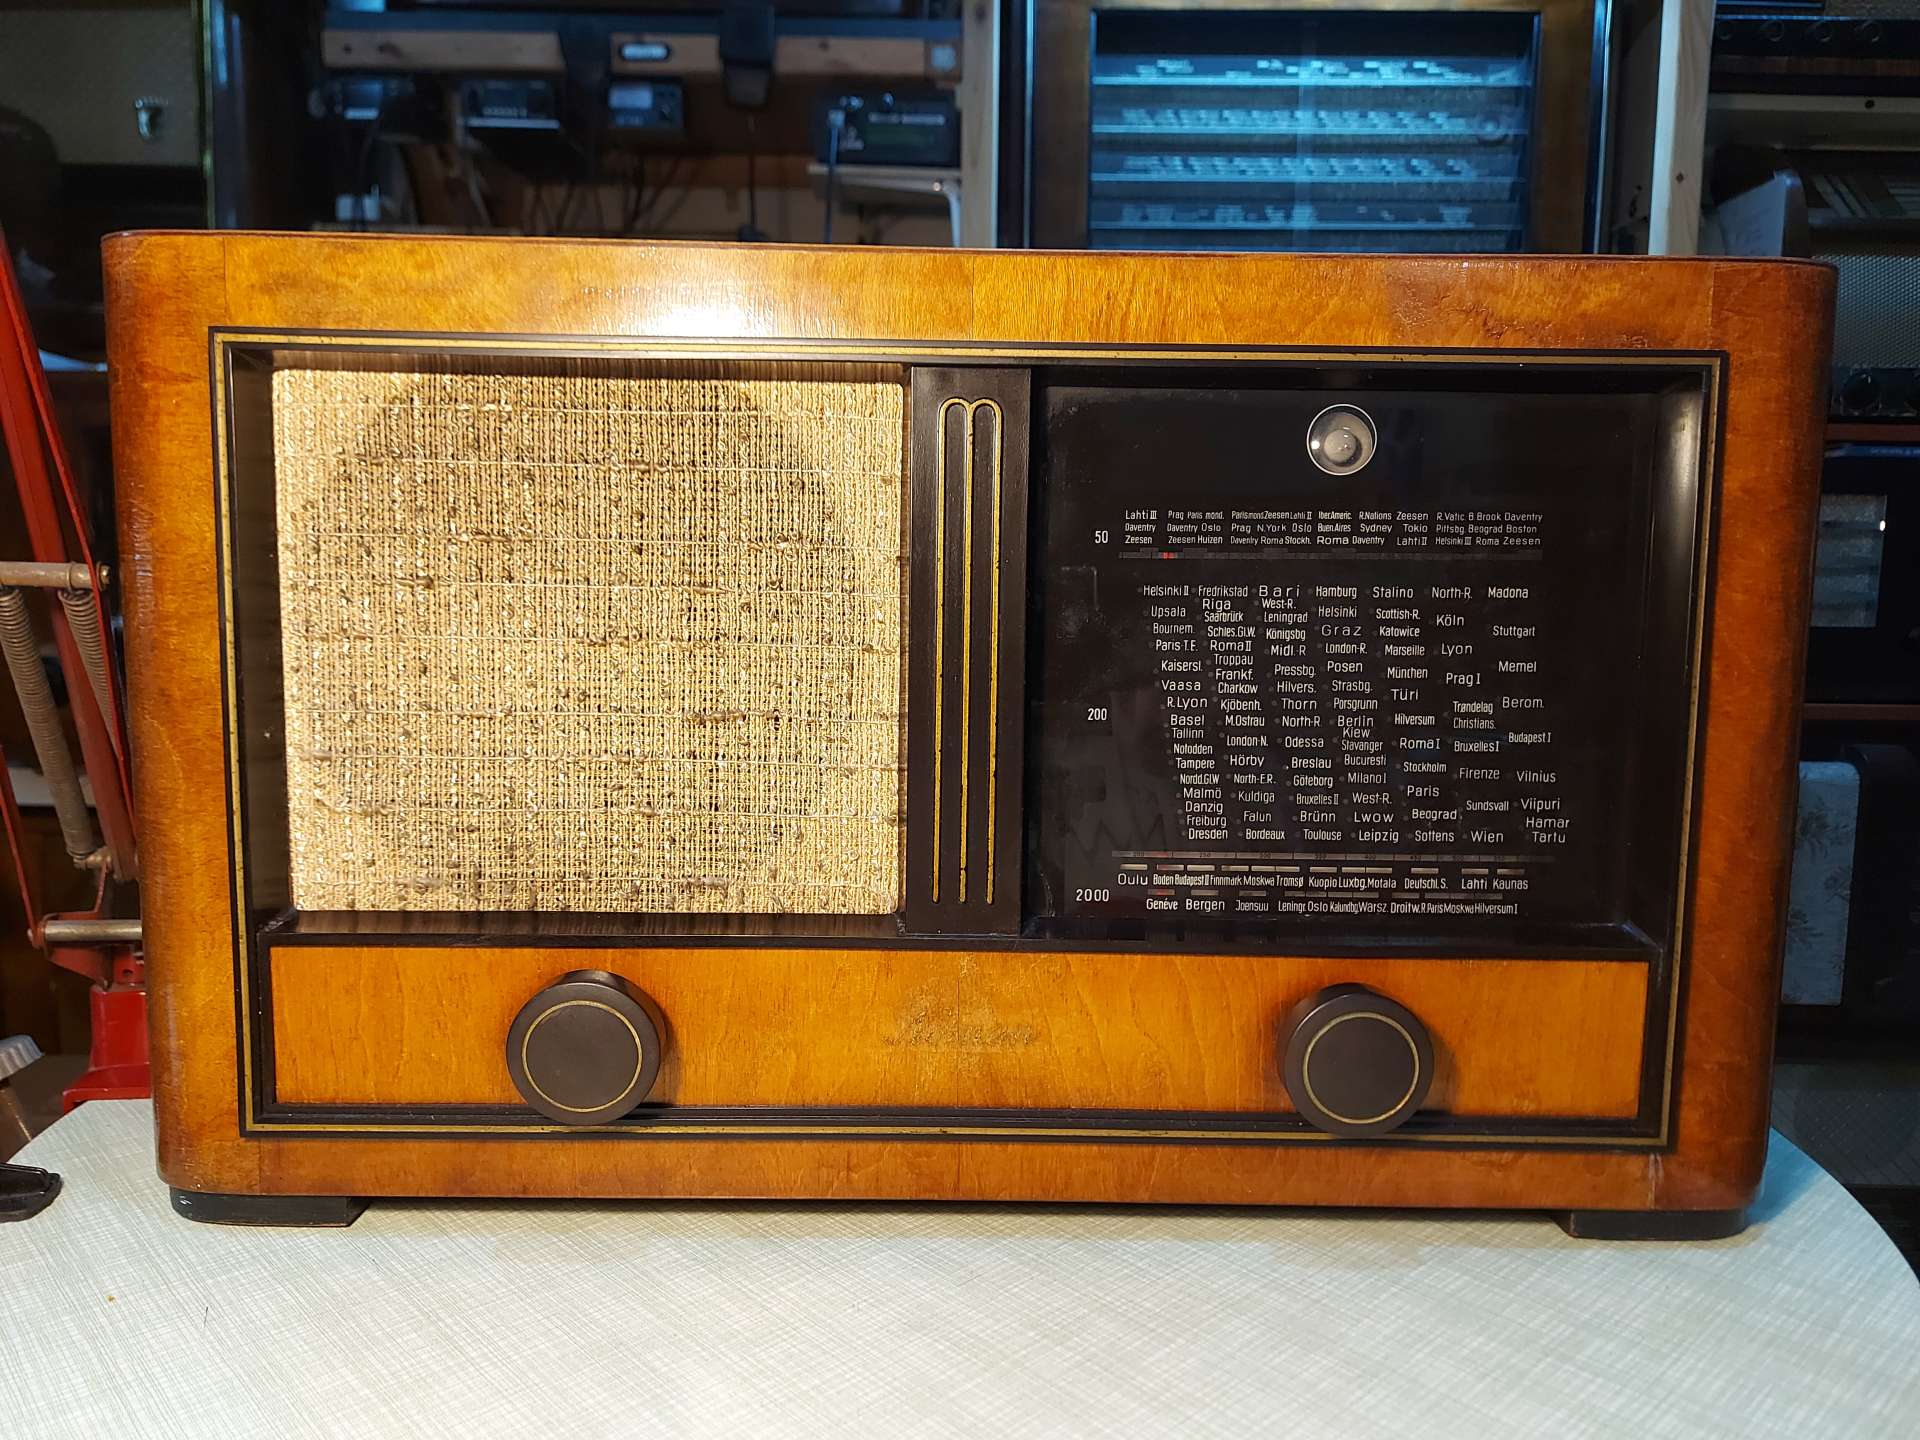 Lahti III Prag Paris mond. Parismond Zeesen Lahti II Iber.Americ. R.Nations Zeesen R.Vatic. B.Brook Daventry
Daventry Daventry Oslo Prag N.York Oslo Buen.Aires Sydney Tokio Pittsbg. Beograd Boston
50 Zeesen Zeesen Huizen Daventry Roma Stockh. Roma Daventry Lahti II Helsinki III Roma Zeesen
Helsinki II Fredrikstad Bari Hamburg Stalino North-R. Madona
Riga West-R.
Upsala Saarbrück Leningrad Helsinki Scottish-R. Köln
Bournem. Schles.Gl.W. Königsbg Graz Katowice Stuttgart
Paris-T.E. Roma II Midl.-R London-R. Marseille Lyon
Troppau
Kaisersl. Frankf. Pressbg. Posen München Prag I Memel
Vaasa Charkow Hilvers. Strasbg. Türi
R.Lyon Kjöbenh. Thorn Porsgrunn Trøndelag Berom.
Basel M.Ostrau North-R. Berlin Hilversum Christians.
Tallinn Kiew
London-N. Odessa Stavanger Roma I Bruxelles I Budapest I
Notodden
Tampere Hörby Breslau Bucuresti Stockholm Firenze Vilnius
Nordd.Gl.W North-E.R. Göteborg Milano I
Malmö Kuldiga Bruxelles II West-R. Paris Sundsvall Viipuri
Danzig
Freiburg Falun Brünn Lwow Beograd Hamar
Dresden Bordeaux Toulouse Leipzig Sottens Wien Tartu
200
Oulu Boden Budapest II Finnmark Moskwa Tromsø Kuopio Luxbg. Motala Deutschl.S. Lahti Kaunas
2000 Genéve Bergen Joensuu Leningr. Oslo Kalundbg Warsz. Droitw. R.Paris Moskwa Hilversum I